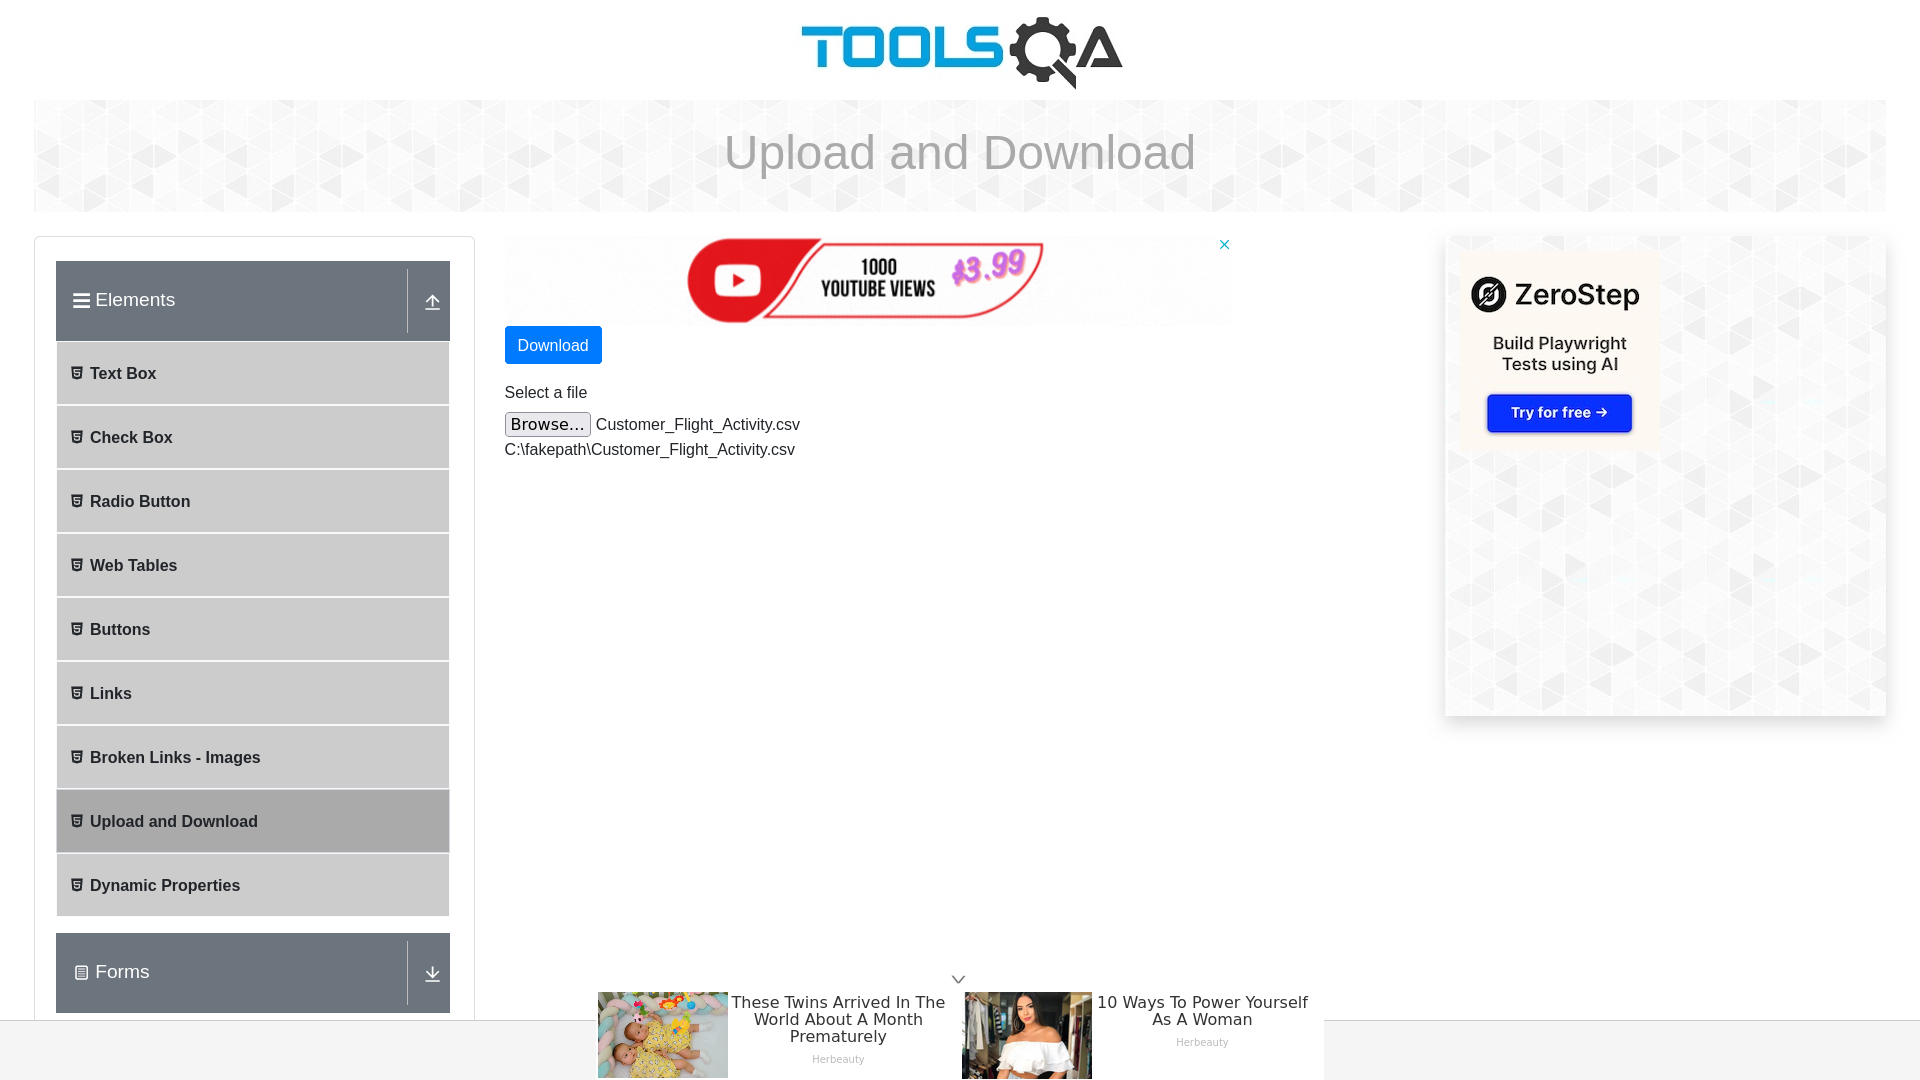 TOOLSQA
Upload and Download
Elements
Text Box
Check Box
Radio Button
Web Tables
Buttons
Links
Broken Links - Images
Upload and Download
Dynamic Properties
Forms
1000
YOUTUBE VIEWS
$3.99
Download
Select a file
Browse... Customer_Flight_Activity.csv
C:\fakepath\Customer_Flight_Activity.csv
ZeroStep
Build Playwright
Tests using AI
Try for free →
These Twins Arrived In The
World About A Month
Prematurely
Herbeauty
10 Ways To Power Yourself
As A Woman
Herbeauty